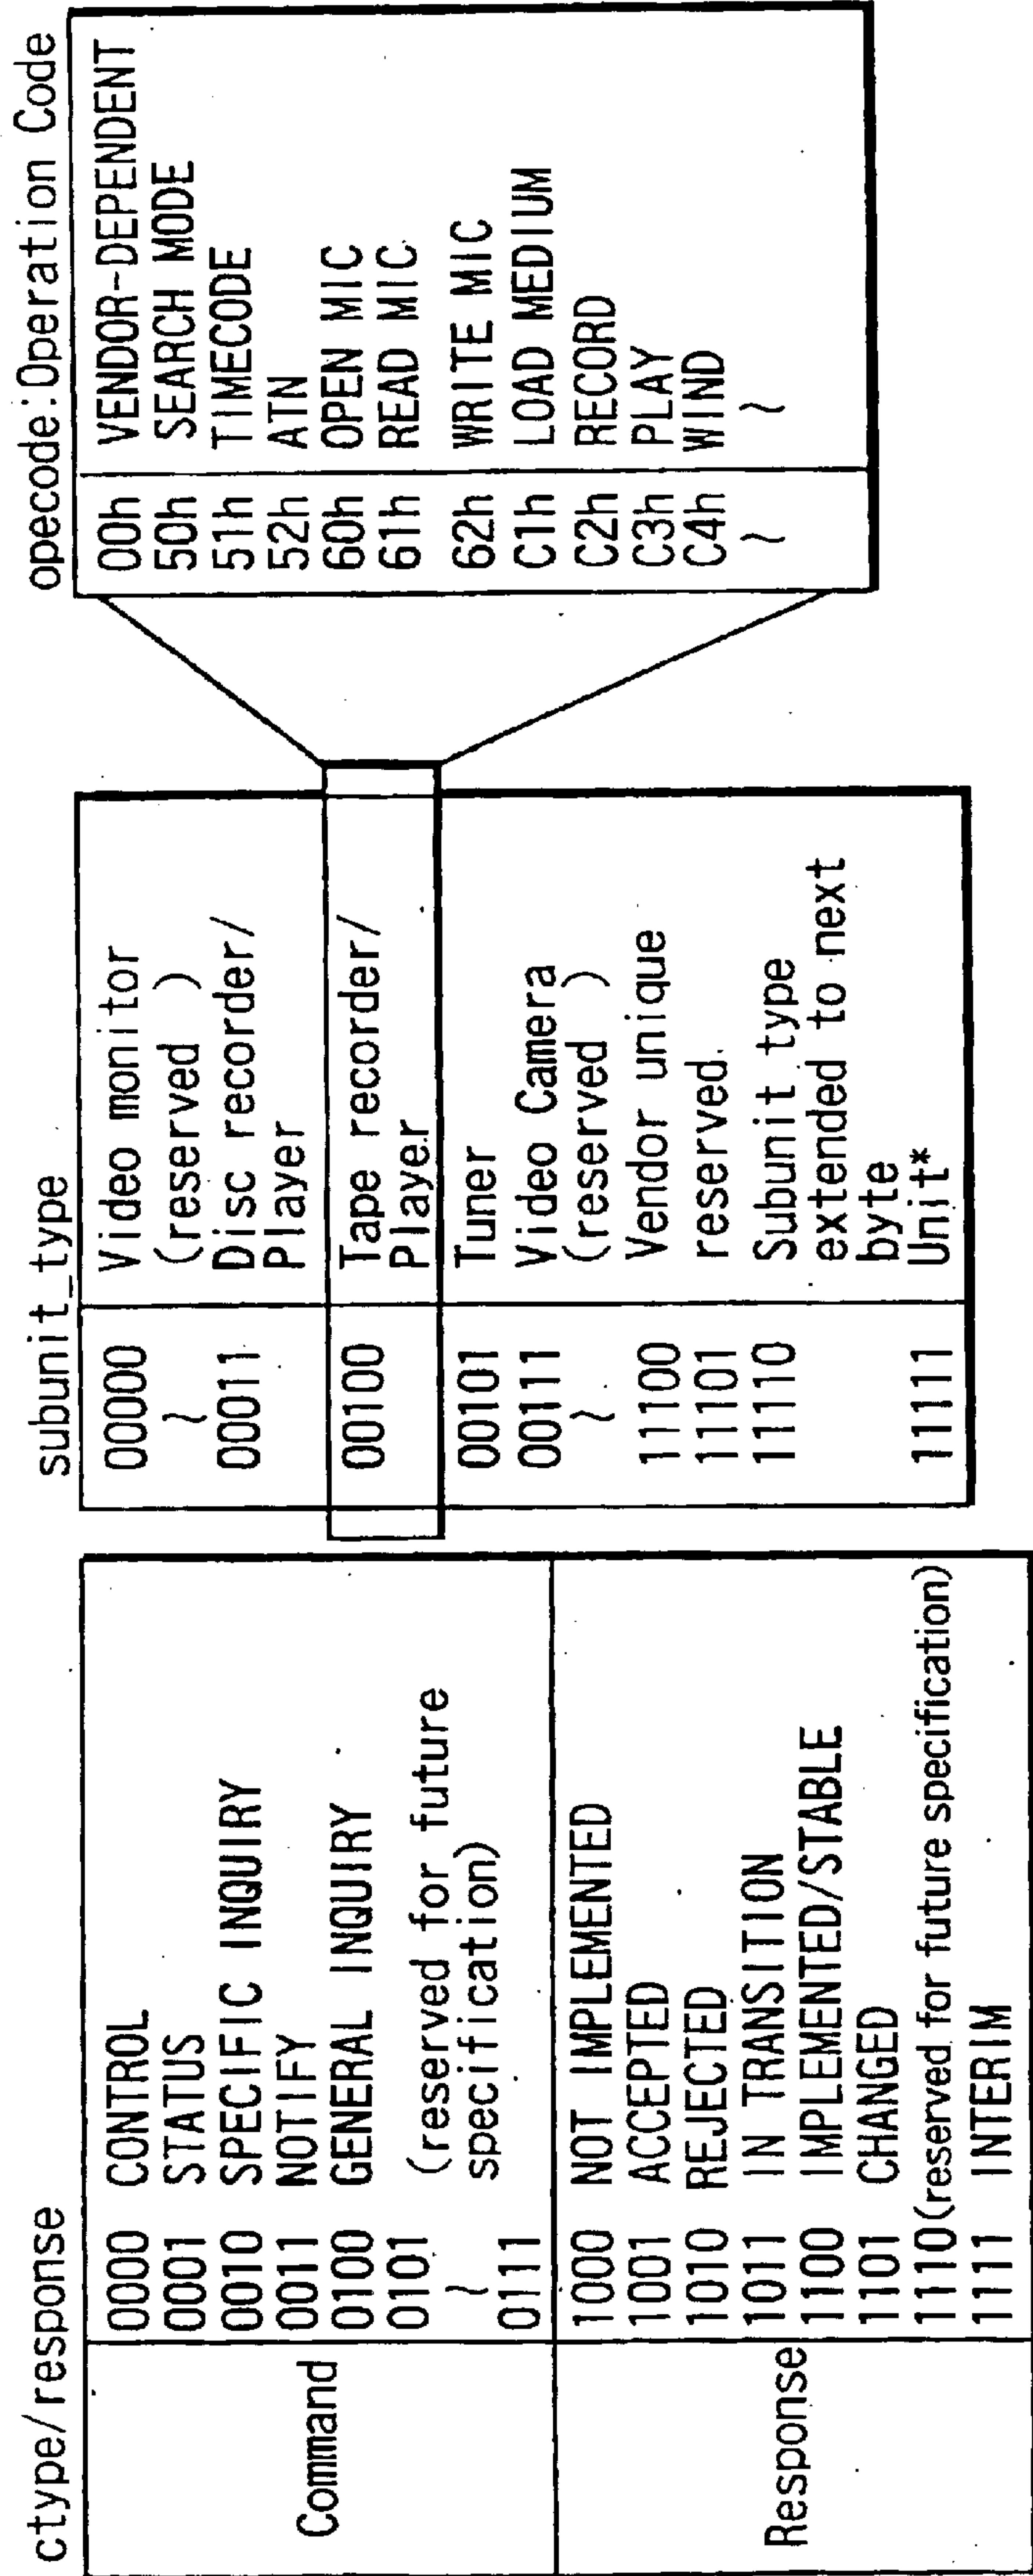 ctype/response
Command
0000 CONTROL
0001 STATUS
0010 SPECIFIC INQUIRY
0011 NOTIFY
0100 GENERAL INQUIRY
0101 (reserved for future
~ specification)
0111
Response
1000 NOT IMPLEMENTED
1001 ACCEPTED
1010 REJECTED
1011 IN TRANSITION
1100 IMPLEMENTED/STABLE
1101 CHANGED
1110 (reserved for future specification)
1111 INTERIM
subunit_type
00000 Video monitor
~ (reserved )
00011 Disc recorder/
Player
00100 Tape recorder/
Player
00101 Tuner
00111 Video Camera
~ (reserved )
11100 Vendor unique
11101 reserved
11110 Subunit type
extended to next
byte
11111 Unit*
opecode:Operation Code
00h VENDOR-DEPENDENT
50h SEARCH MODE
51h TIMECODE
52h ATN
60h OPEN MIC
61h READ MIC
62h WRITE MIC
C1h LOAD MEDIUM
C2h RECORD
C3h PLAY
C4h WIND
~ ~